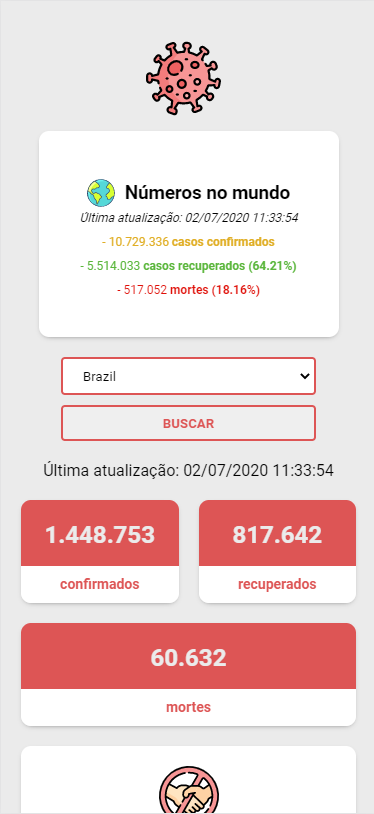 Números no mundo
Última atualização: 02/07/2020 11:33:54
- 10.729.336 casos confirmados
- 5.514.033 casos recuperados (64.21%)
- 517.052 mortes (18.16%)
Brazil
BUSCAR
Última atualização: 02/07/2020 11:33:54
1.448.753
confirmados
817.642
recuperados
60.632
mortes